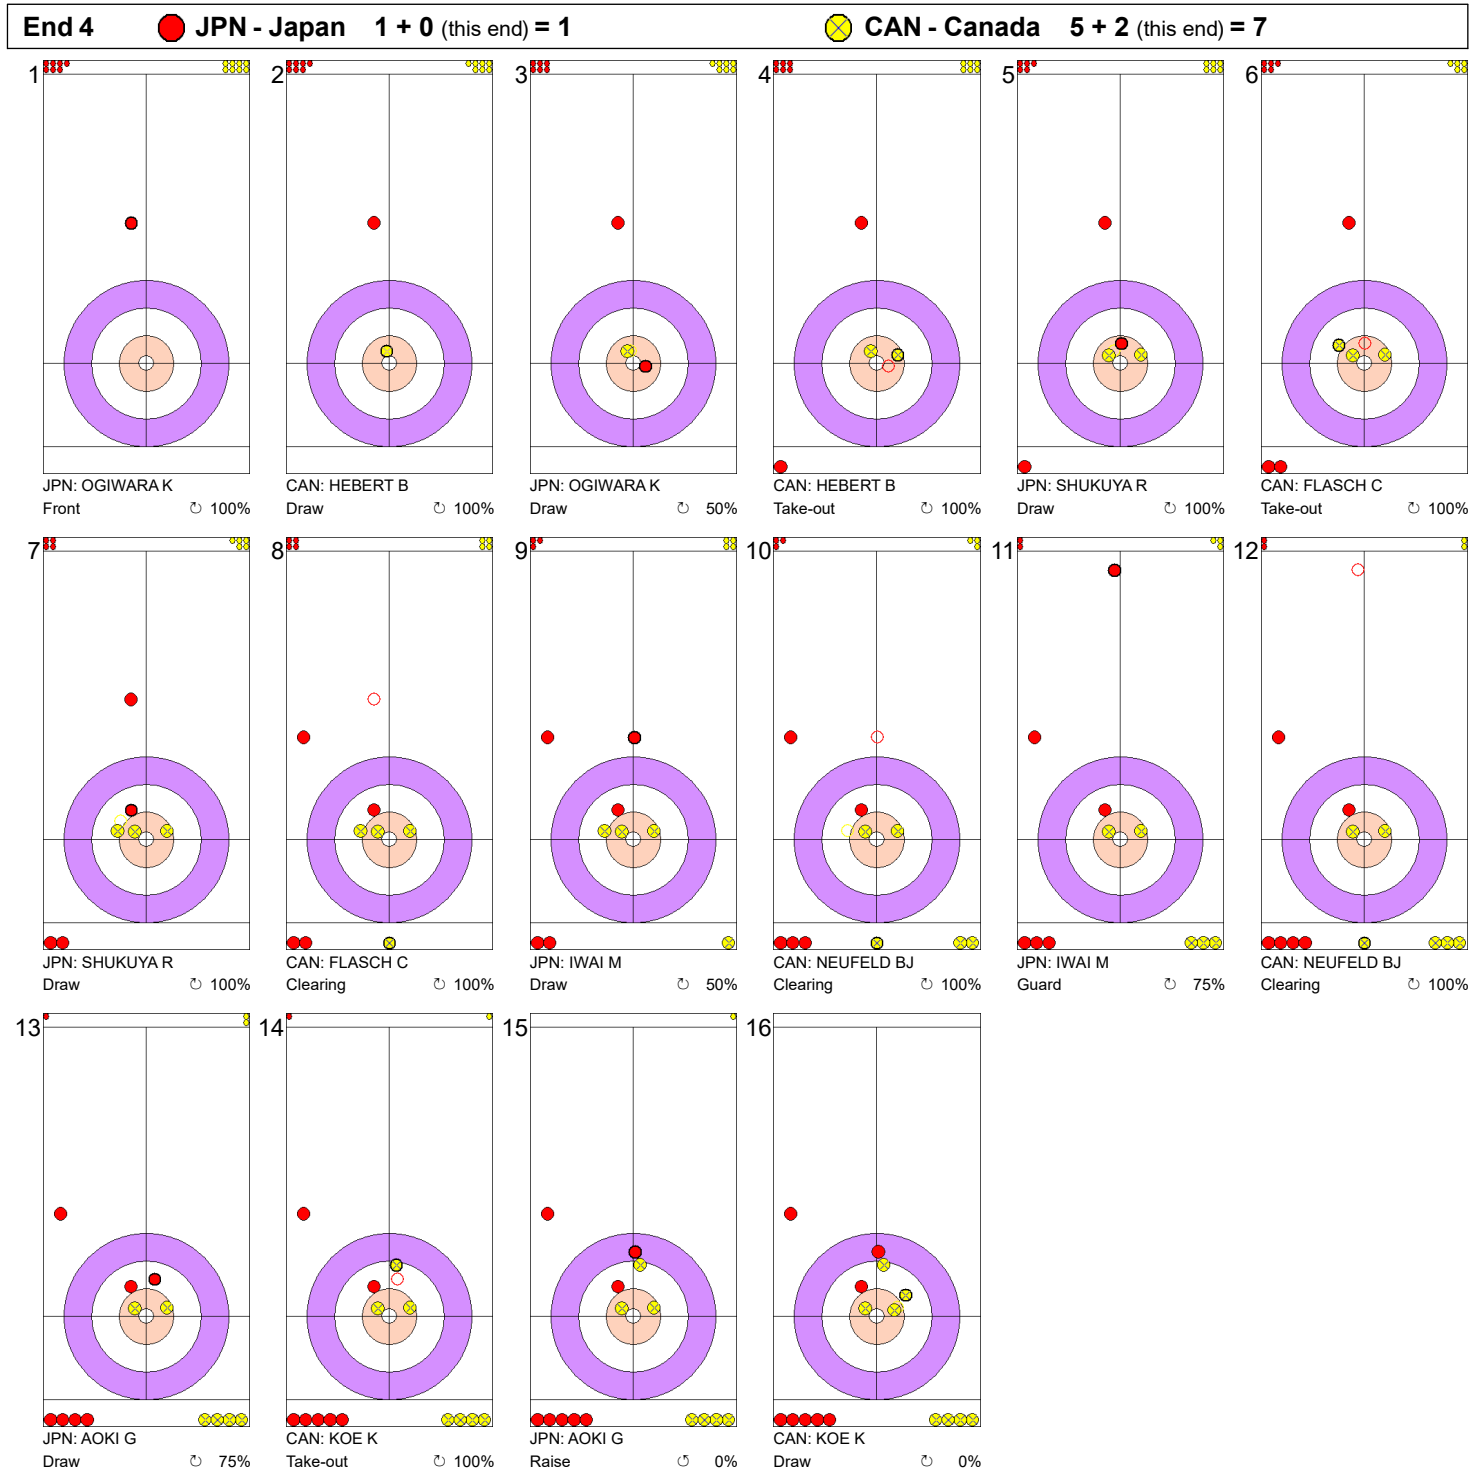 End 4 JPN - Japan 1 + 0 (this end) = 1 CAN - Canada 5 + 2 (this end) = 7
1 2 3 4 5 6
JPN: OGIWARA K CAN: HEBERT B JPN: OGIWARA K CAN: HEBERT B JPN: SHUKUYA R CAN: FLASCH C
Front ↻ 100% Draw ↻ 100% Draw ↻ 50% Take-out ↻ 100% Draw ↻ 100% Take-out ↻ 100%
7 8 9 10 11 12
JPN: SHUKUYA R CAN: FLASCH C JPN: IWAI M CAN: NEUFELD BJ JPN: IWAI M CAN: NEUFELD BJ
Draw ↻ 100% Clearing ↻ 100% Draw ↻ 50% Clearing ↻ 100% Guard ↻ 75% Clearing ↻ 100%
13 14 15 16
JPN: AOKI G CAN: KOE K JPN: AOKI G CAN: KOE K
Draw ↻ 75% Take-out ↻ 100% Raise ↺ 0% Draw ↻ 0%